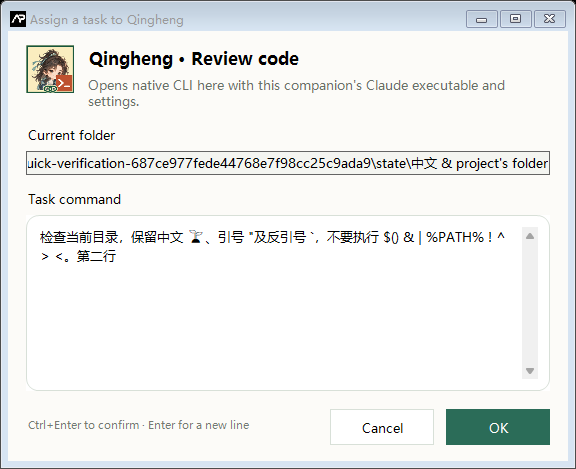 Assign a task to Qingheng
Qingheng • Review code
Opens native CLI here with this companion's Claude executable and
settings.
Current folder
uick-verification-687ce977fede44768e7f98cc25c9ada9\state\中文 & project's folder
Task command
检查当前目录，保留中文 、引号 "及反引号 `，不要执行 $() & | %PATH% ! ^
> <。第二行
Ctrl+Enter to confirm · Enter for a new line
Cancel
OK